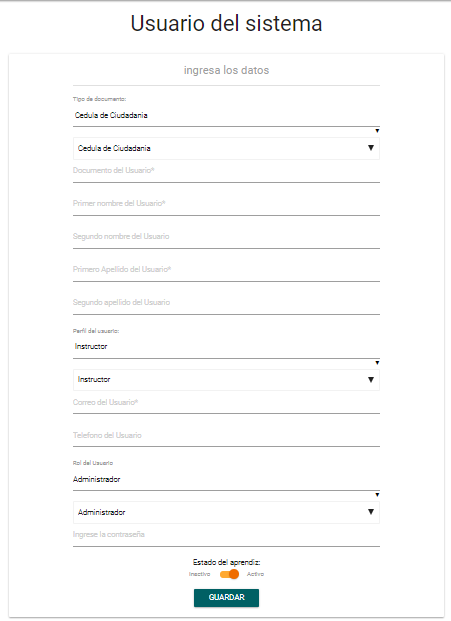 Usuario del sistema
ingresa los datos
Tipo de documento:
Cedula de Ciudadania
Cedula de Ciudadania
Documento del Usuario*
Primer nombre del Usuario*
Segundo nombre del Usuario
Primero Apellido del Usuario*
Segundo apellido del Usuario
Perfil del usuario:
Instructor
Instructor
Correo del Usuario*
Telefono del Usuario
Rol del Usuario
Administrador
Administrador
Ingrese la contraseña
Estado del aprendiz:
Inactivo Activo
GUARDAR